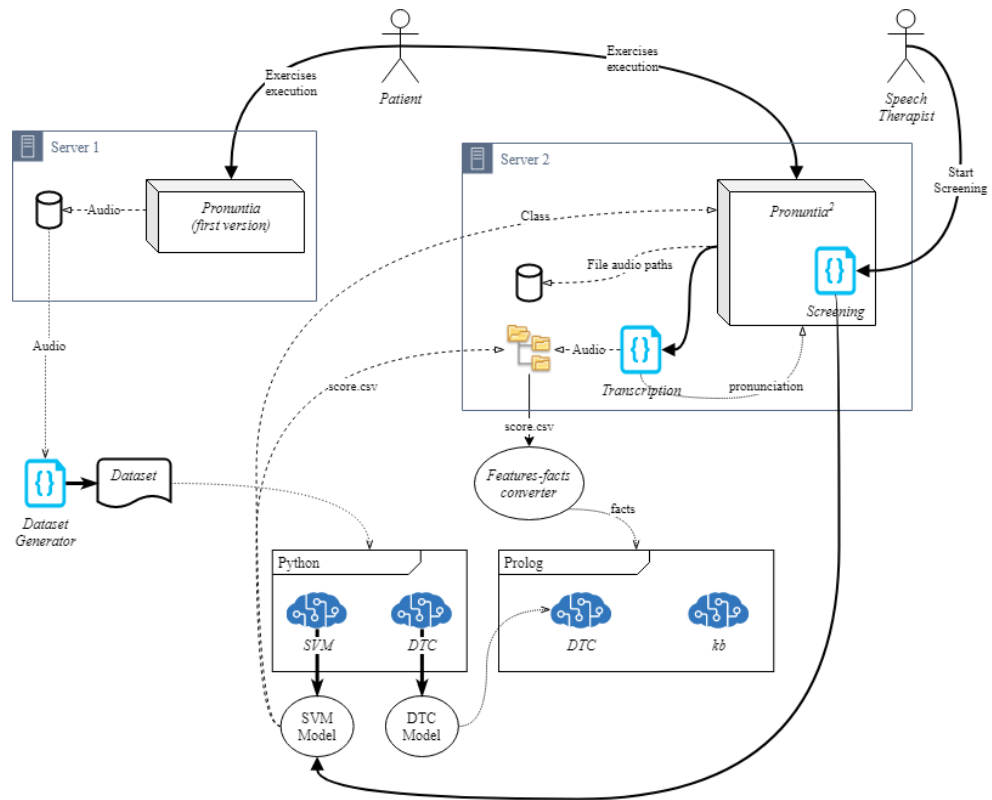 Exercises
execution
Exercises
execution
Patient
Speech
Therapist
Server 1
Server 2
Start
Screening
Audio
Pronuntia
(first version)
Class
Pronuntia²
File audio paths
Screening
Audio
Audio
Transcription
pronunciation
score.csv
score.csv
Dataset
Features-facts
converter
facts
Dataset
Generator
Python
Prolog
SVM
DTC
DTC
kb
SVM
Model
DTC
Model